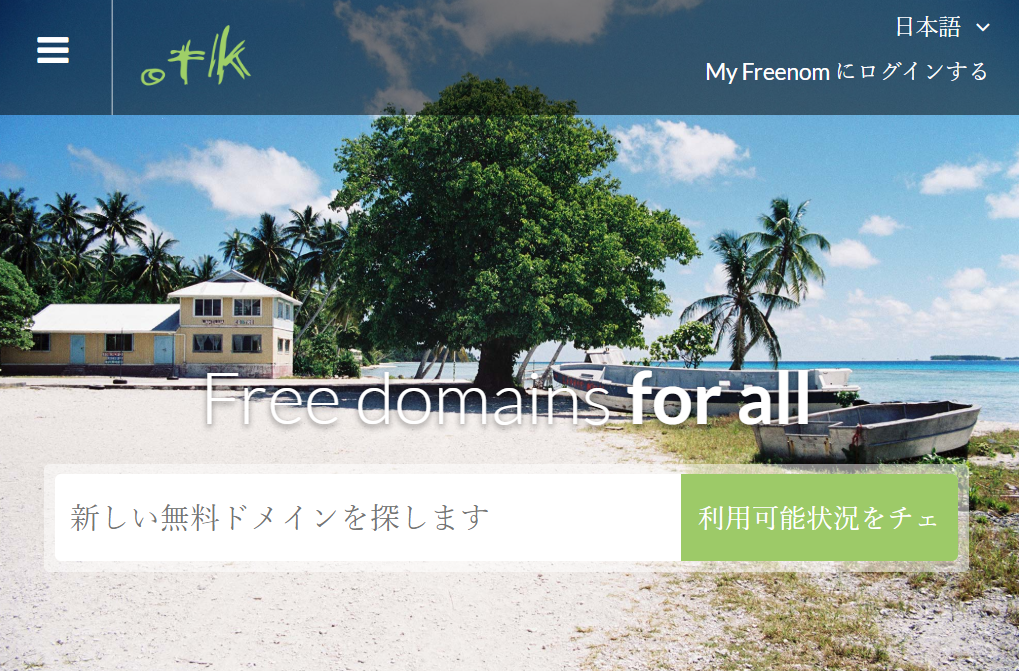 .tk
日本語
My Freenom にログインする
Free domains for all
新しい無料ドメインを探します
利用可能状況をチェ